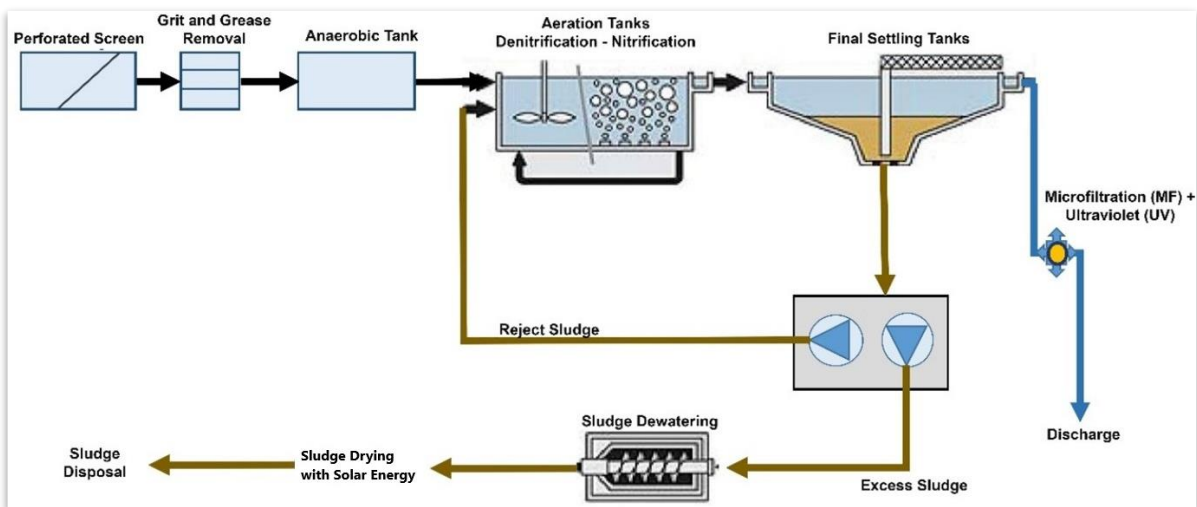 Perforated Screen
Grit and Grease
Removal
Anaerobic Tank
Aeration Tanks
Denitrification - Nitrification
Final Settling Tanks
Microfiltration (MF) +
Ultraviolet (UV)
Reject Sludge
Discharge
Sludge Dewatering
Sludge
Disposal
Sludge Drying
with Solar Energy
Excess Sludge